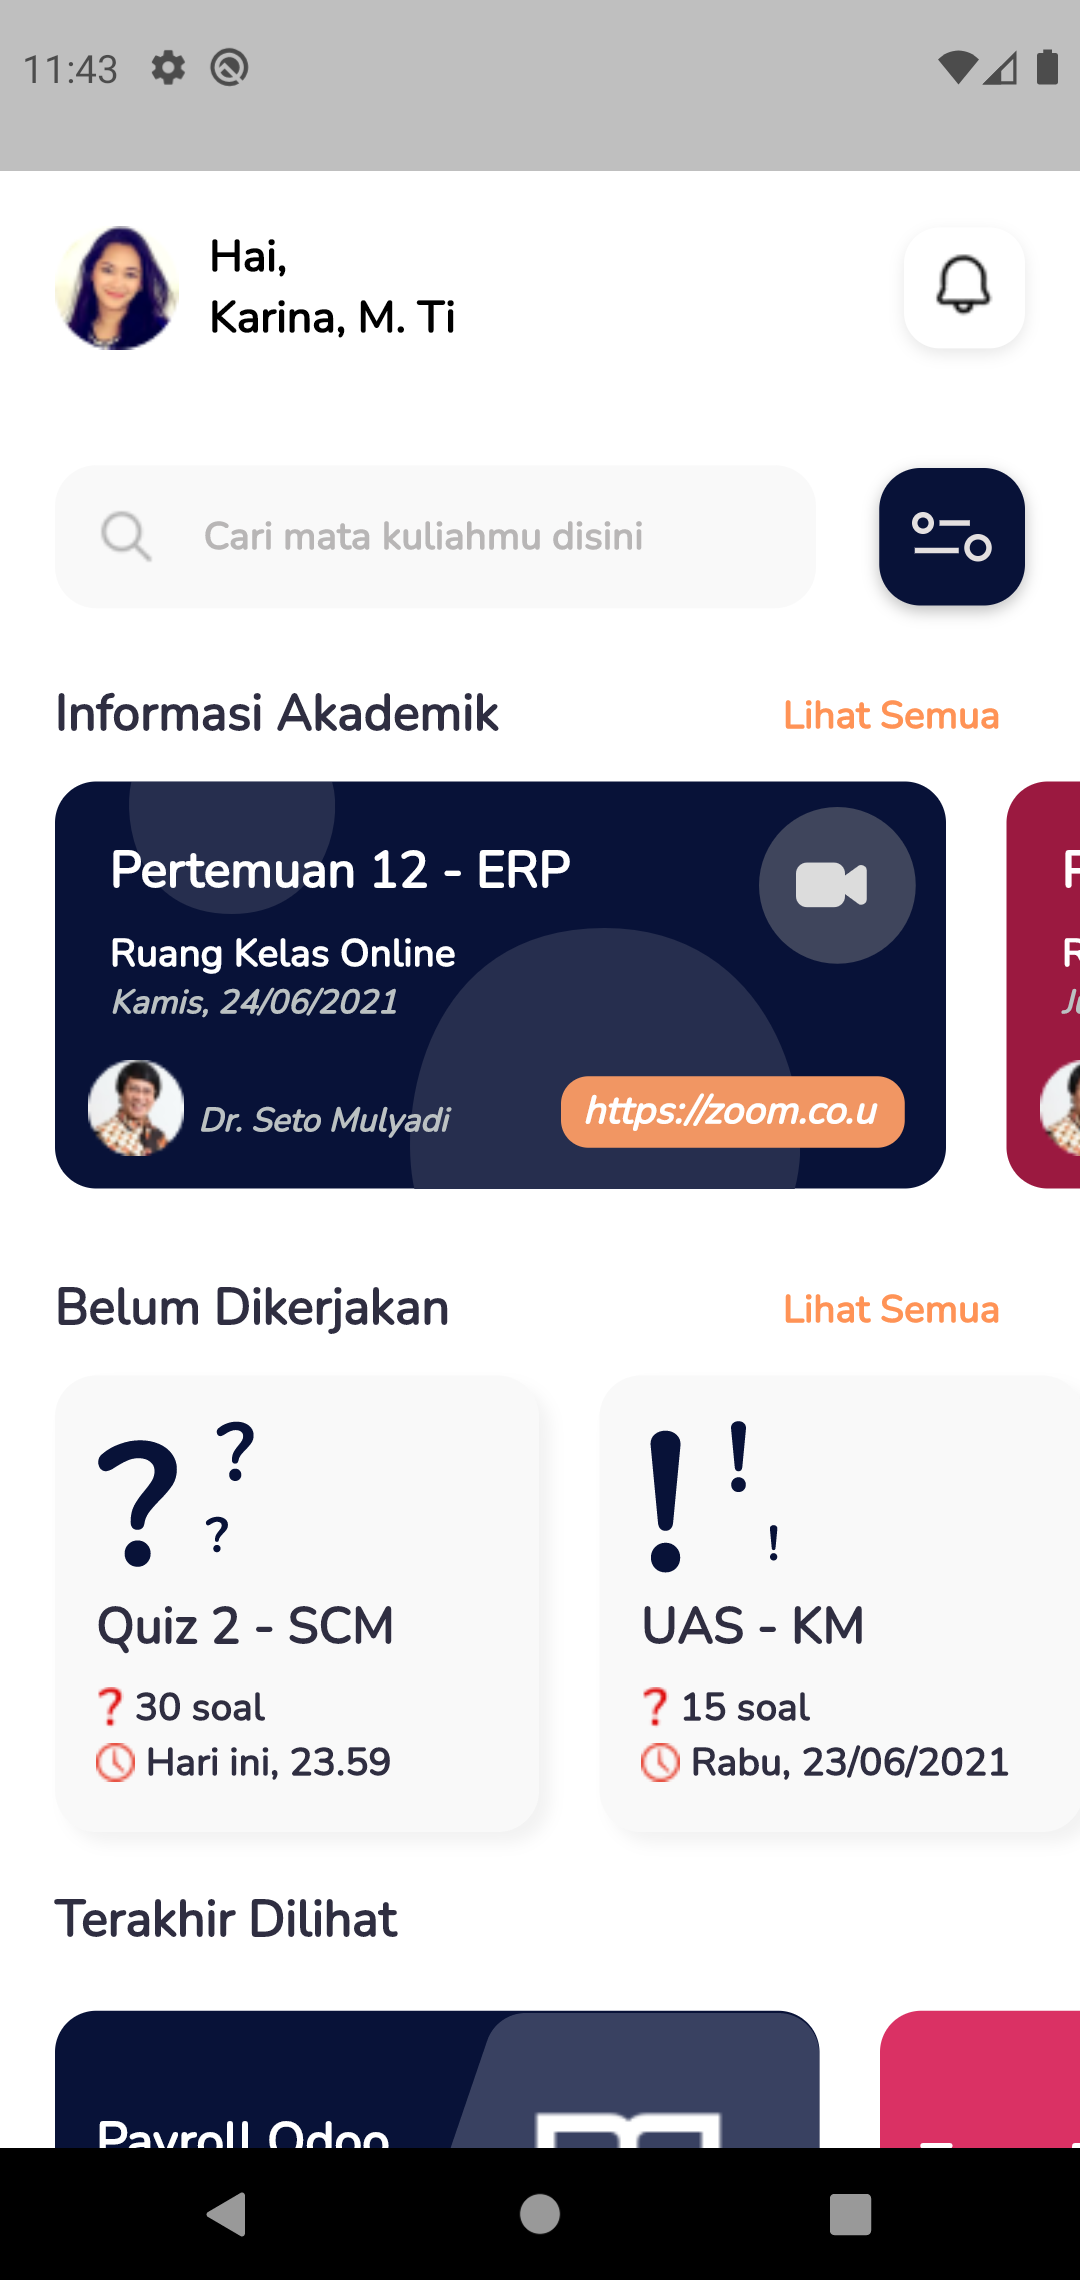 11:43
Hai,
Karina, M. Ti
Cari mata kuliahmu disini
Informasi Akademik
Lihat Semua
Pertemuan 12 - ERP
Ruang Kelas Online
Kamis, 24/06/2021
Dr. Seto Mulyadi
https://zoom.co.u
Belum Dikerjakan
Lihat Semua
? ? ?
! ! !
Quiz 2 - SCM
❓ 30 soal
Hari ini, 23.59
UAS - KM
❓ 15 soal
Rabu, 23/06/2021
Terakhir Dilihat
Payroll Odoo